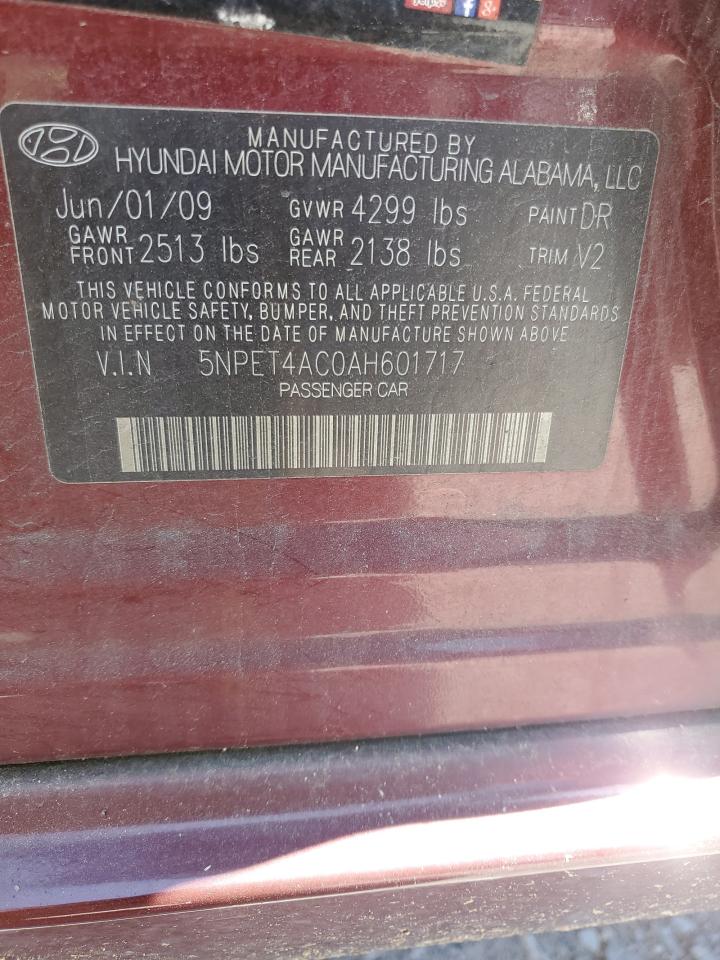 MANUFACTURED BY
HYUNDAI MOTOR MANUFACTURING ALABAMA, LLC
Jun/01/09 GVWR 4299 lbs PAINT DR
GAWR FRONT 2513 lbs GAWR REAR 2138 lbs TRIM V2
THIS VEHICLE CONFORMS TO ALL APPLICABLE U.S.A. FEDERAL
MOTOR VEHICLE SAFETY, BUMPER, AND THEFT PREVENTION STANDARDS
IN EFFECT ON THE DATE OF MANUFACTURE SHOWN ABOVE
V.I.N 5NPET4AC0AH601717
PASSENGER CAR